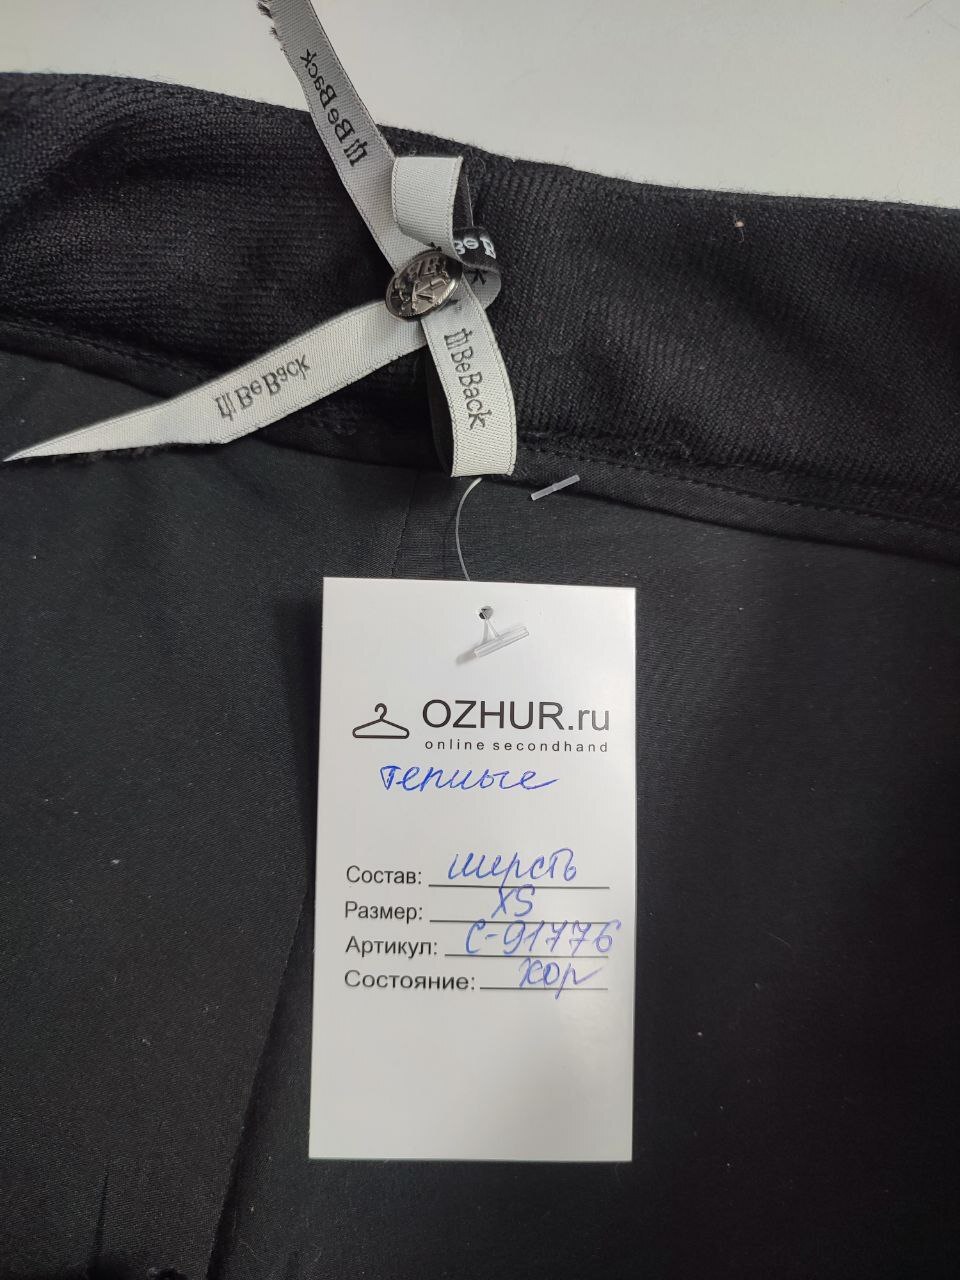 I'll Be Back
I'll Be Back
I'll Be Back
OZHUR.ru
online secondhand
теплые
Состав: шерсть
Размер: XS
Артикул: С-91776
Состояние: хор